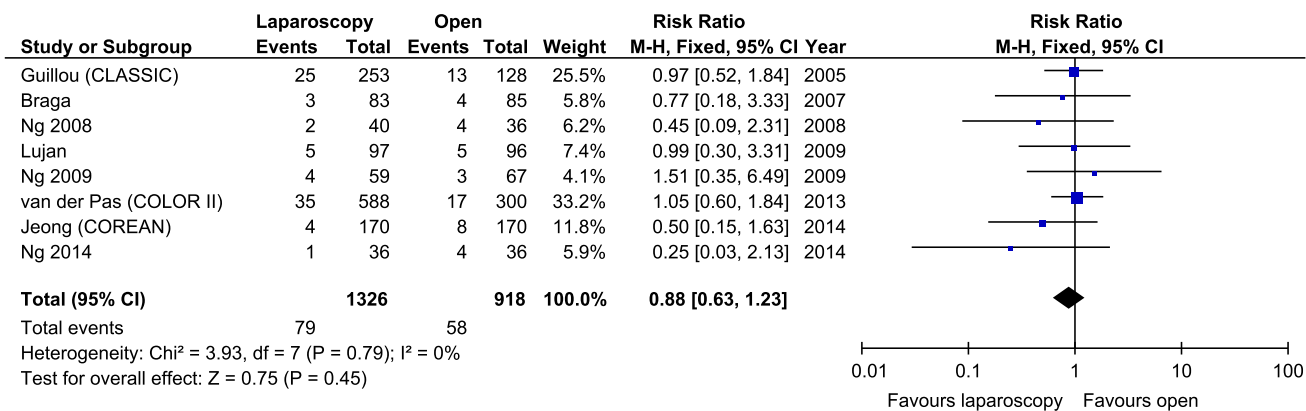 Laparoscopy Open Risk Ratio Risk Ratio
Study or Subgroup Events Total Events Total Weight M-H, Fixed, 95% CI Year M-H, Fixed, 95% CI
Guillou (CLASSIC) 25 253 13 128 25.5% 0.97 [0.52, 1.84] 2005
Braga 3 83 4 85 5.8% 0.77 [0.18, 3.33] 2007
Ng 2008 2 40 4 36 6.2% 0.45 [0.09, 2.31] 2008
Lujan 5 97 5 96 7.4% 0.99 [0.30, 3.31] 2009
Ng 2009 4 59 3 67 4.1% 1.51 [0.35, 6.49] 2009
van der Pas (COLOR II) 35 588 17 300 33.2% 1.05 [0.60, 1.84] 2013
Jeong (COREAN) 4 170 8 170 11.8% 0.50 [0.15, 1.63] 2014
Ng 2014 1 36 4 36 5.9% 0.25 [0.03, 2.13] 2014
Total (95% CI) 1326 918 100.0% 0.88 [0.63, 1.23]
Total events 79 58
Heterogeneity: Chi² = 3.93, df = 7 (P = 0.79); I² = 0%
Test for overall effect: Z = 0.75 (P = 0.45)
0.01 0.1 1 10 100
Favours laparoscopy Favours open